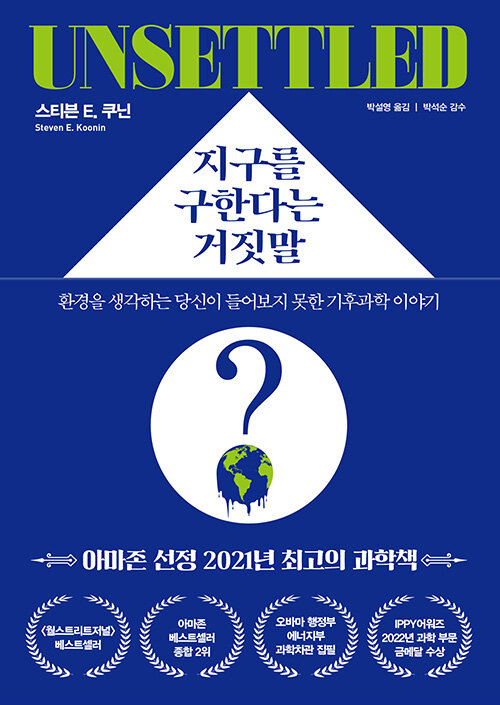 UNSETTLED
스티븐 E. 쿠닌
Steven E. Koonin
박설영 옮김 | 박석순 감수
지구를
구한다는
거짓말
환경을 생각하는 당신이 들어보지 못한 기후과학 이야기
?
아마존 선정 2021년 최고의 과학책
〈월스트리트저널〉
베스트셀러
아마존
베스트셀러
종합 2위
오바마 행정부
에너지부
과학차관 집필
IPPY어워즈
2022년 과학 부문
금메달 수상